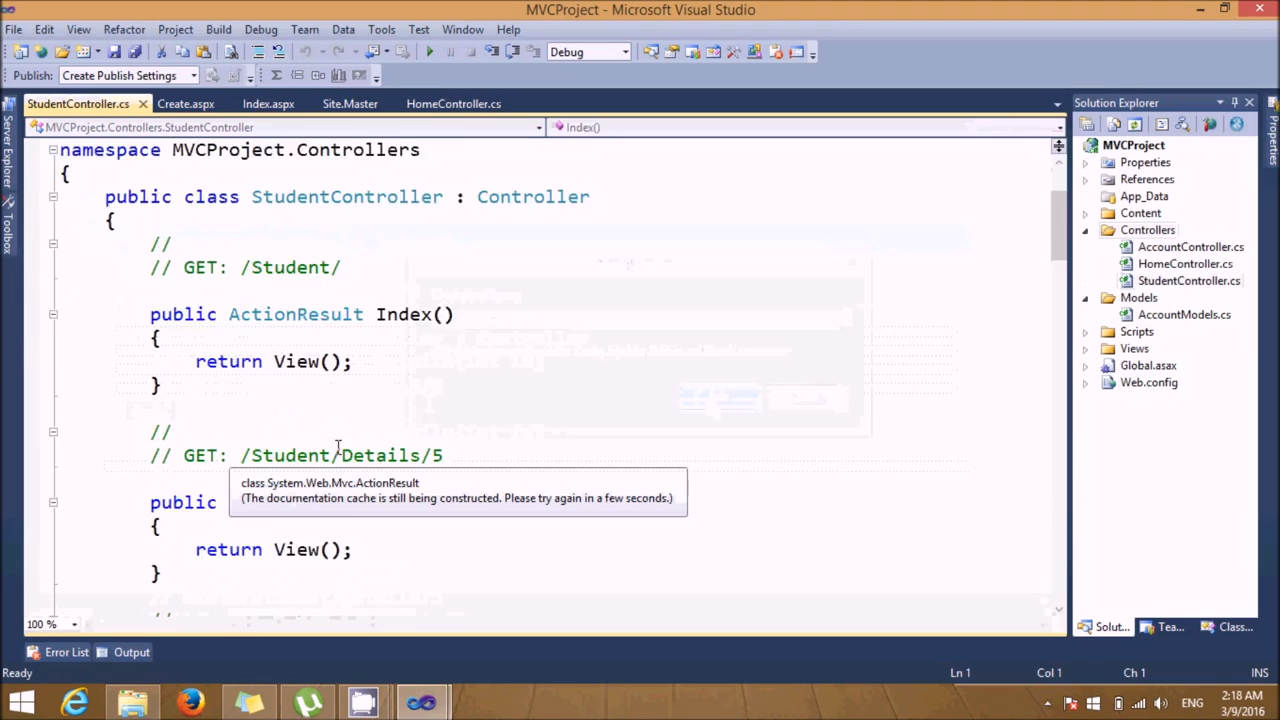 MVCProject - Microsoft Visual Studio
File Edit View Refactor Project Build Debug Team Data Tools Test Window Help
Debug
Publish: Create Publish Settings
StudentController.cs Create.aspx Index.aspx Site.Master HomeController.cs
MVCProject.Controllers.StudentController Index()
namespace MVCProject.Controllers
{
public class StudentController : Controller
{
//
// GET: /Student/
public ActionResult Index()
{
return View();
}
//
// GET: /Student/Details/5
class System.Web.Mvc.ActionResult
(The documentation cache is still being constructed. Please try again in a few seconds.)
public
{
return View();
}
//
100 %
Server Explorer
Toolbox
Solution Explorer
MVCProject
Properties
References
App_Data
Content
Controllers
AccountController.cs
HomeController.cs
StudentController.cs
Models
AccountModels.cs
Scripts
Views
Global.asax
Web.config
Properties
Solut... Tea... Class...
Error List Output
Ready Ln 1 Col 1 Ch 1 INS
ENG
2:18 AM
3/9/2016